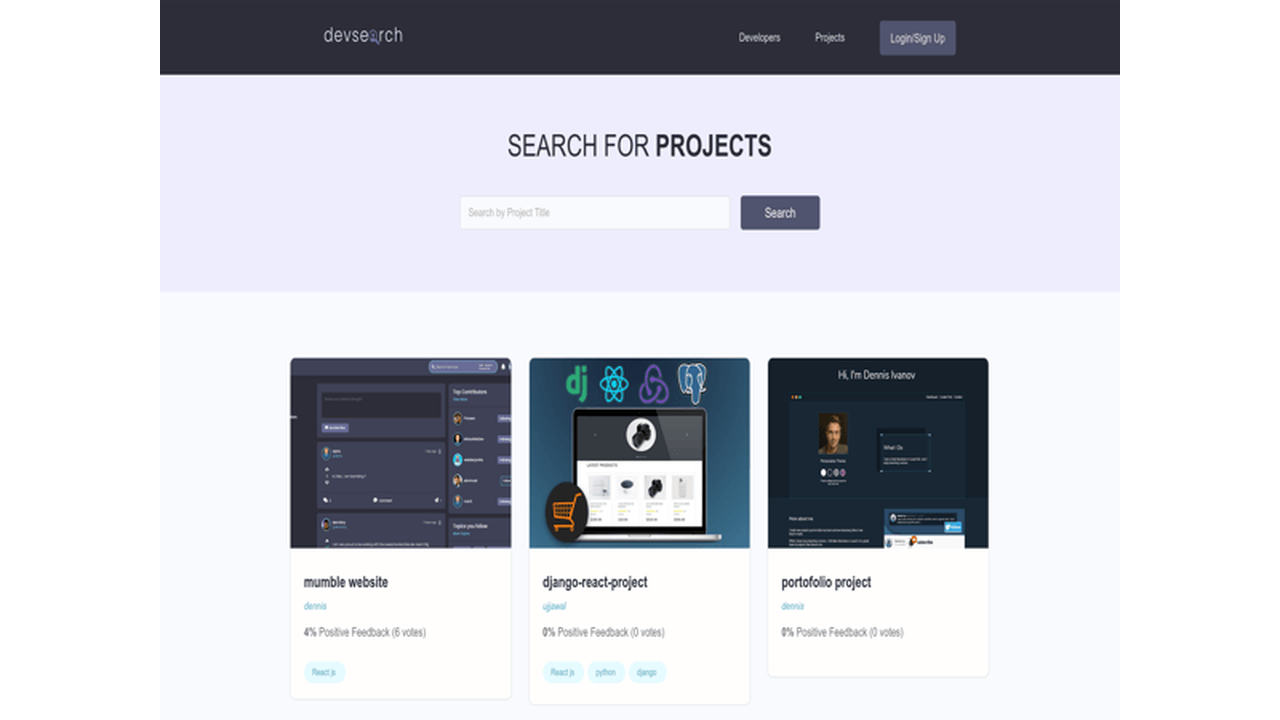 devsearch
Developers
Projects
Login/Sign Up
SEARCH FOR PROJECTS
Search by Project Title
Search
Top Contributors
Topics you follow
dj
LATEST PRODUCTS
Hi, I'm Dennis Ivanov
What I Do
More about me
mumble website
dennis
4% Positive Feedback (6 votes)
React js
django-react-project
ujjawal
0% Positive Feedback (0 votes)
React js
python
django
portofolio project
dennis
0% Positive Feedback (0 votes)